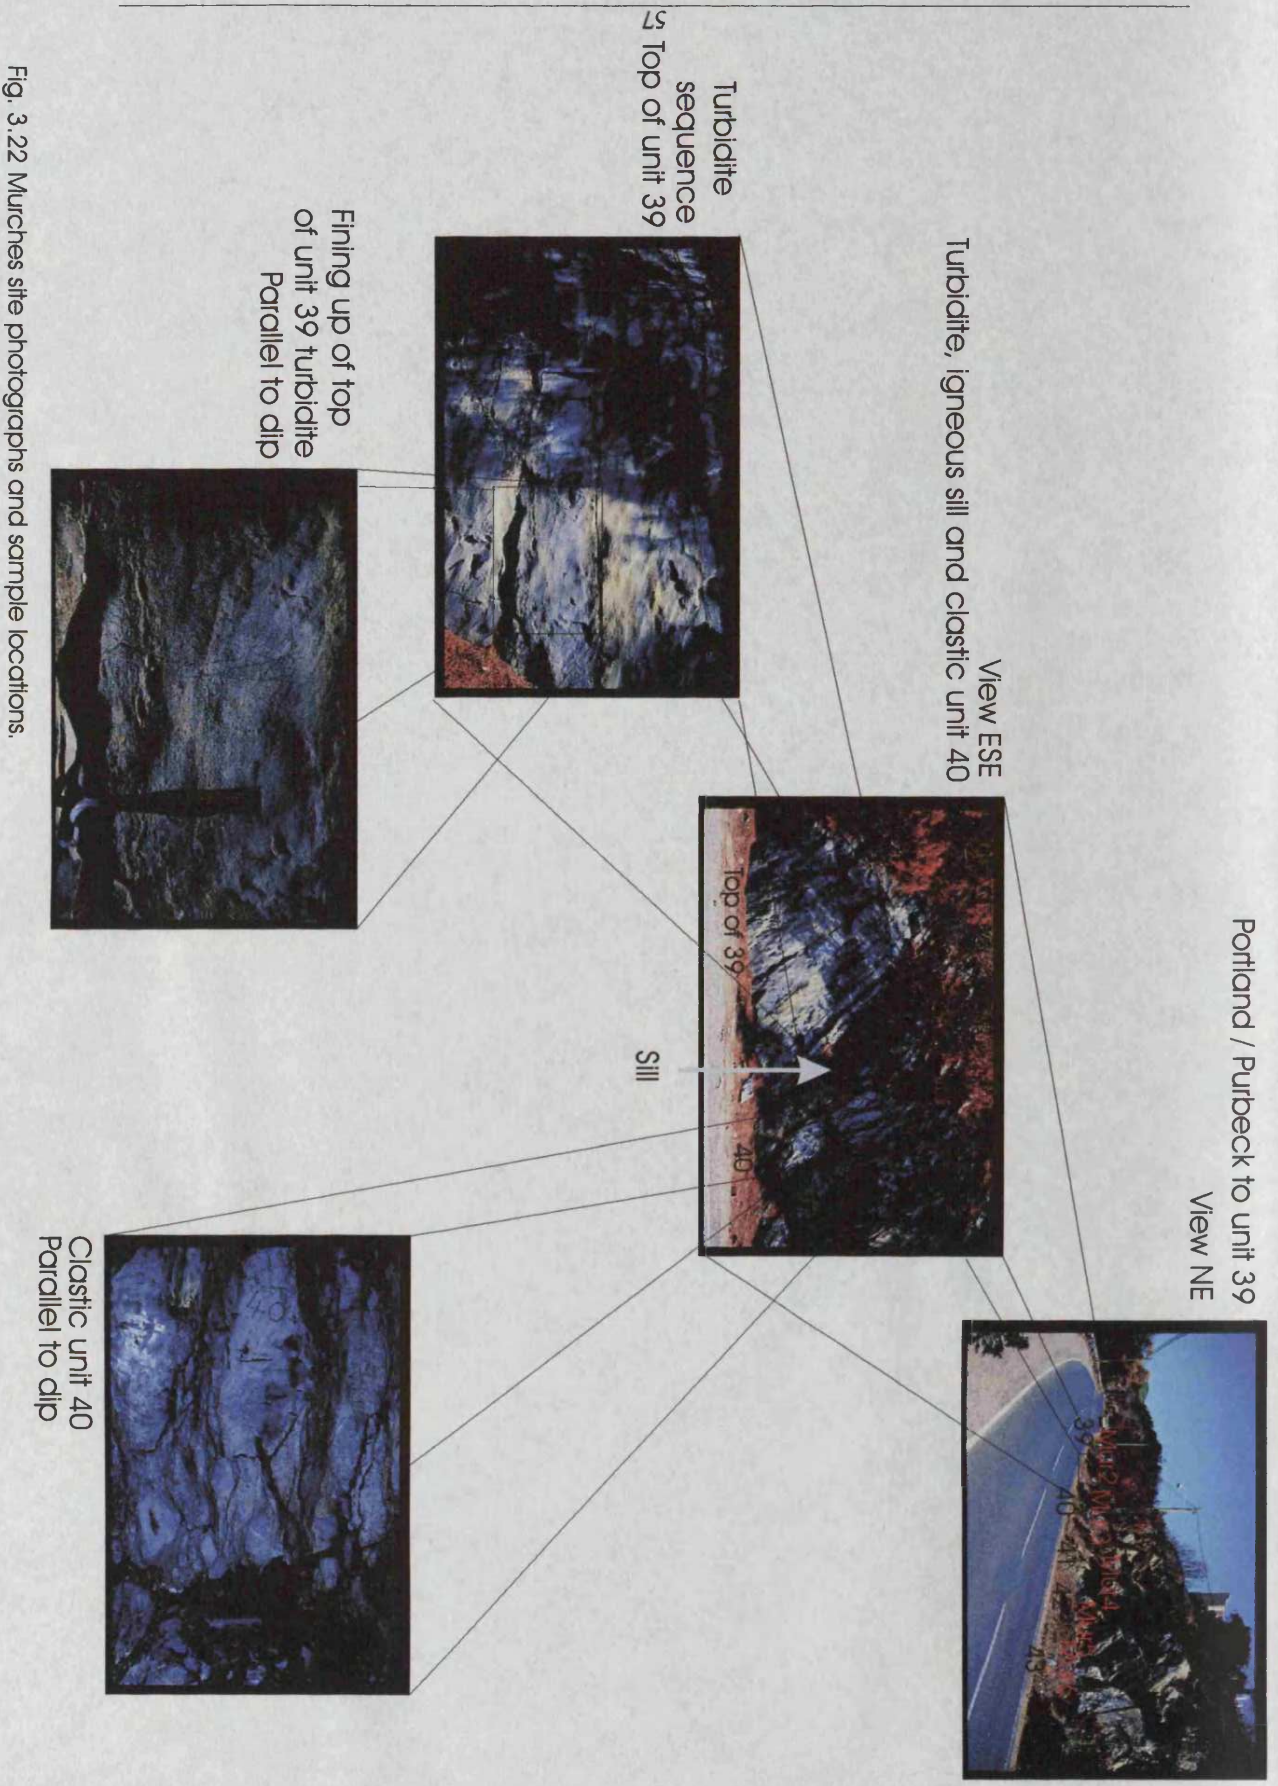 Portland / Purbeck to unit 39
View NE
39
40
43
View ESE
Turbidite, igneous sill and clastic unit 40
Top of 39
40
Sill
Turbidite
sequence
Top of unit 39
Fining up of top
of unit 39 turbidite
Parallel to dip
40
Clastic unit 40
Parallel to dip
Fig. 3.22 Murches site photographs and sample locations.
57